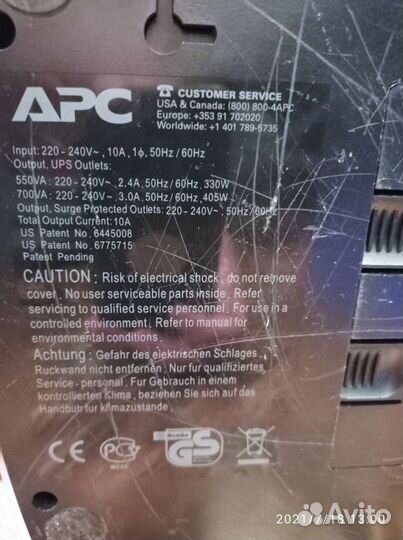 APC
☎ CUSTOMER SERVICE
USA & Canada: (800) 800-4APC
Europe: +353 91 702020
Worldwide: +1 401 789-5735
Input: 220 - 240V~ , 10A, 1ϕ, 50Hz / 60Hz
Output, UPS Outlets:
550VA : 220 - 240V~ , 2.4A, 50Hz / 60Hz, 330W
700VA : 220 - 240V~ , 3.0A, 50Hz / 60Hz, 405W
Output, Surge Protected Outlets: 220 - 240V~, 50Hz / 60Hz
Total Output Current: 10A
US Patent No. 6445008
US Patent No. 6775715
Patent Pending
CAUTION : Risk of electrical shock , do not remove
cover . No user serviceable parts inside . Refer
servicing to qualified service personnel . For use in a
controlled environment . Refer to manual for
environmental conditions .
Achtung : Gefahr des elektrischen Schlages .
Ruckwand nicht entfernen . Nur fur qualifiziertes
Service - personal . Fur Gebrauch in einem
kontrollierten Klima , beziehen Sie sich auf das
Handbuh fur klimazustande .
CE
GS
2021/7/18 13:00
Avito